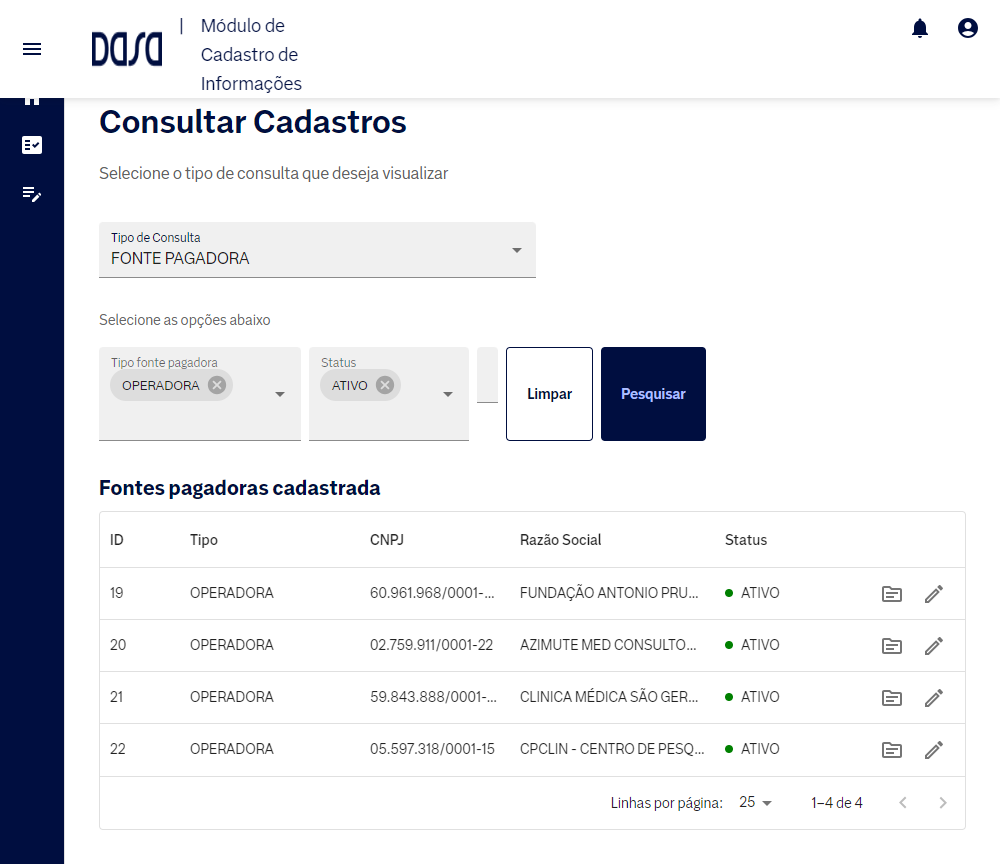 DASA
|
Módulo de
Cadastro de
Informações
Consultar Cadastros
Selecione o tipo de consulta que deseja visualizar
Tipo de Consulta
FONTE PAGADORA
Selecione as opções abaixo
Tipo fonte pagadora
OPERADORA
Status
ATIVO
Limpar
Pesquisar
Fontes pagadoras cadastrada
ID Tipo CNPJ Razão Social Status
19 OPERADORA 60.961.968/0001-... FUNDAÇÃO ANTONIO PRU... ATIVO
20 OPERADORA 02.759.911/0001-22 AZIMUTE MED CONSULTO... ATIVO
21 OPERADORA 59.843.888/0001-... CLINICA MÉDICA SÃO GER... ATIVO
22 OPERADORA 05.597.318/0001-15 CPCLIN - CENTRO DE PESQ... ATIVO
Linhas por página: 25 1–4 de 4